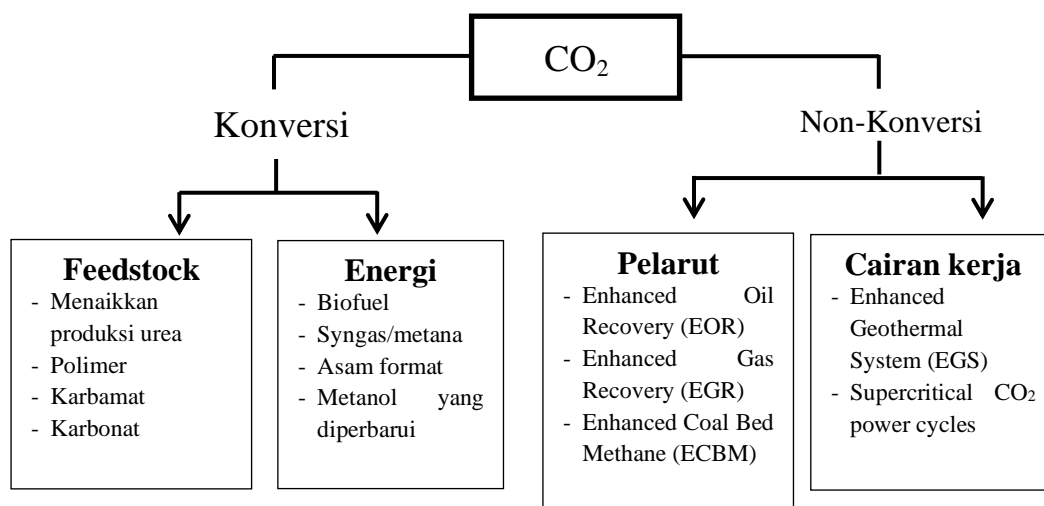 CO₂
Konversi
Non-Konversi
Feedstock
- Menaikkan
produksi urea
- Polimer
- Karbamat
- Karbonat
Energi
- Biofuel
- Syngas/metana
- Asam format
- Metanol yang
diperbarui
Pelarut
- Enhanced Oil
Recovery (EOR)
- Enhanced Gas
Recovery (EGR)
- Enhanced Coal Bed
Methane (ECBM)
Cairan kerja
- Enhanced
Geothermal
System (EGS)
- Supercritical CO₂
power cycles